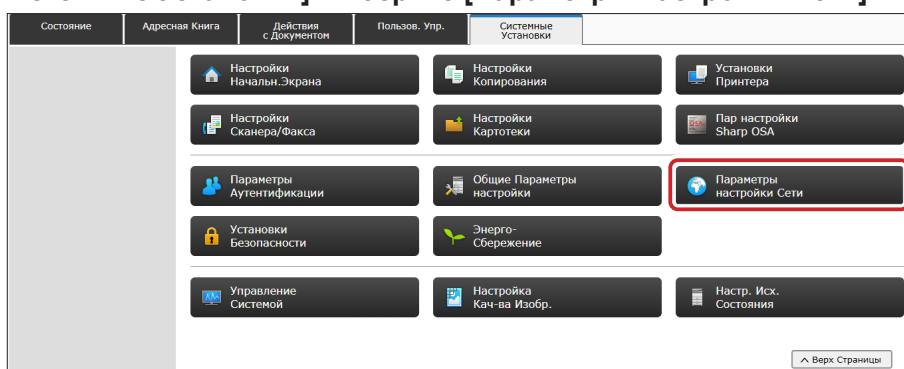 Состояние
Адресная Книга
Действия
с Документом
Пользов. Упр.
Системные
Установки
Настройки
Начальн.Экрана
Настройки
Копирования
Установки
Принтера
Настройки
Сканера/Факса
Настройки
Картотеки
Пар настройки
Sharp OSA
Параметры
Аутентификации
Общие Параметры
настройки
Параметры
настройки Сети
Установки
Безопасности
Энерго-
Сбережение
Управление
Системой
Настройка
Кач-ва Изобр.
Настр. Исх.
Состояния
Верх Страницы